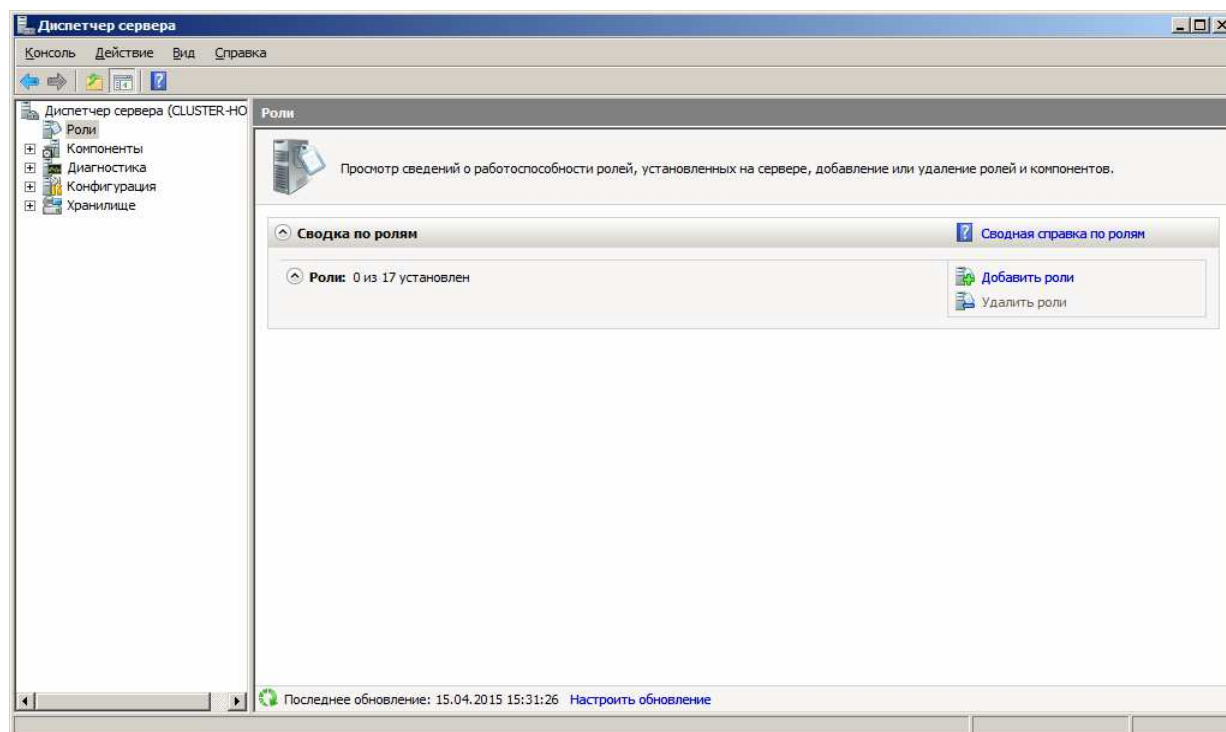 Диспетчер сервера
Консоль Действие Вид Справка
Диспетчер сервера (CLUSTER-HO
Роли
Компоненты
Диагностика
Конфигурация
Хранилище
Роли
Просмотр сведений о работоспособности ролей, установленных на сервере, добавление или удаление ролей и компонентов.
Сводка по ролям
Сводная справка по ролям
Роли: 0 из 17 установлен
Добавить роли
Удалить роли
Последнее обновление: 15.04.2015 15:31:26 Настроить обновление